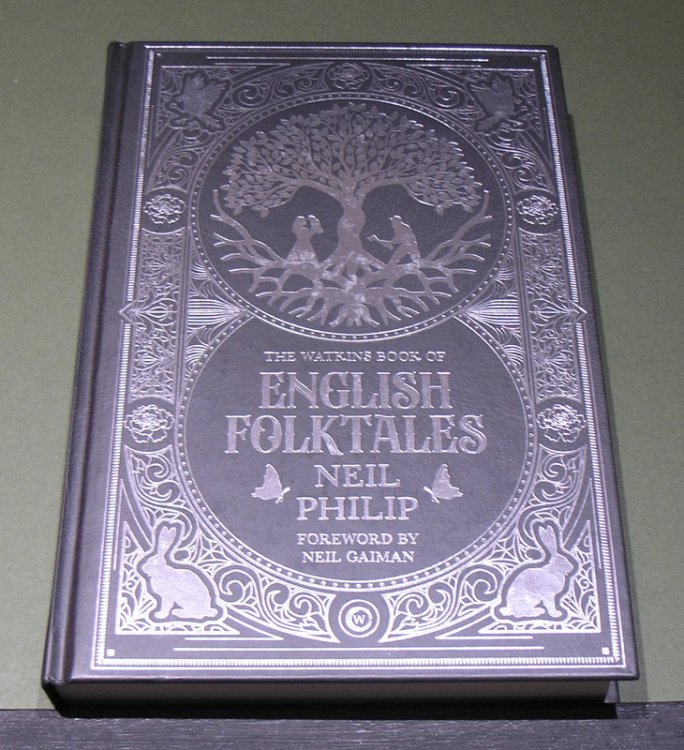 THE WATKINS BOOK OF
ENGLISH
FOLKTALES
NEIL
PHILIP
FOREWORD BY
NEIL GAIMAN
W